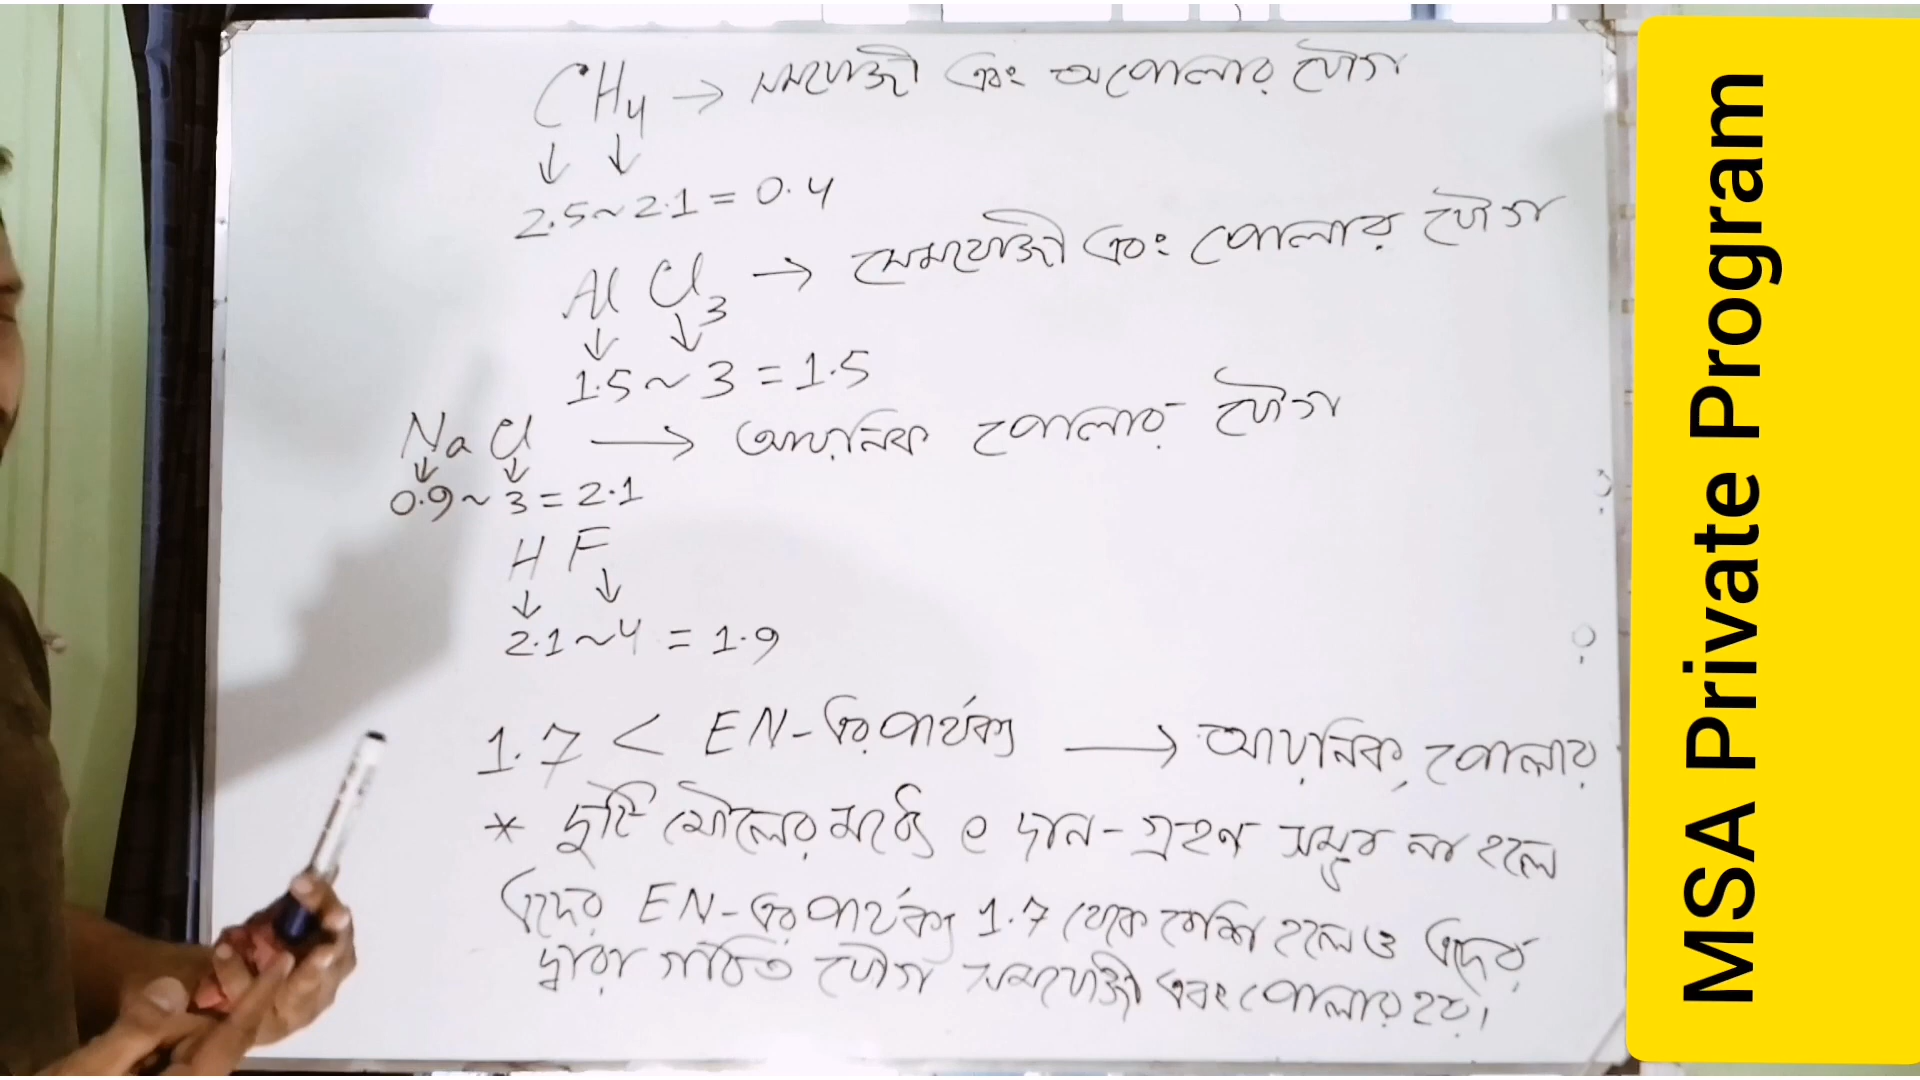 CH4 → সমযোজী এবং অপোলার যৌগ
↓ ↓
2.5 ~ 2.1 = 0.4
AlCl3 → সমযোজী এবং পোলার যৌগ
↓ ↓
1.5 ~ 3 = 1.5
NaCl → আয়নিক পোলার যৌগ
↓ ↓
0.9 ~ 3 = 2.1
HF
↓ ↓
2.1 ~ 4 = 1.9
1.7 < EN-এর পার্থক্য → আয়নিক, পোলার
* দুটি মৌলের মধ্যে e দান-গ্রহণ সম্ভব না হলে
এদের EN-এর পার্থক্য 1.7 থেকে বেশি হলেও এদের
দ্বারা গঠিত যৌগ সমযোজী এবং পোলার হয়।
MSA Private Program